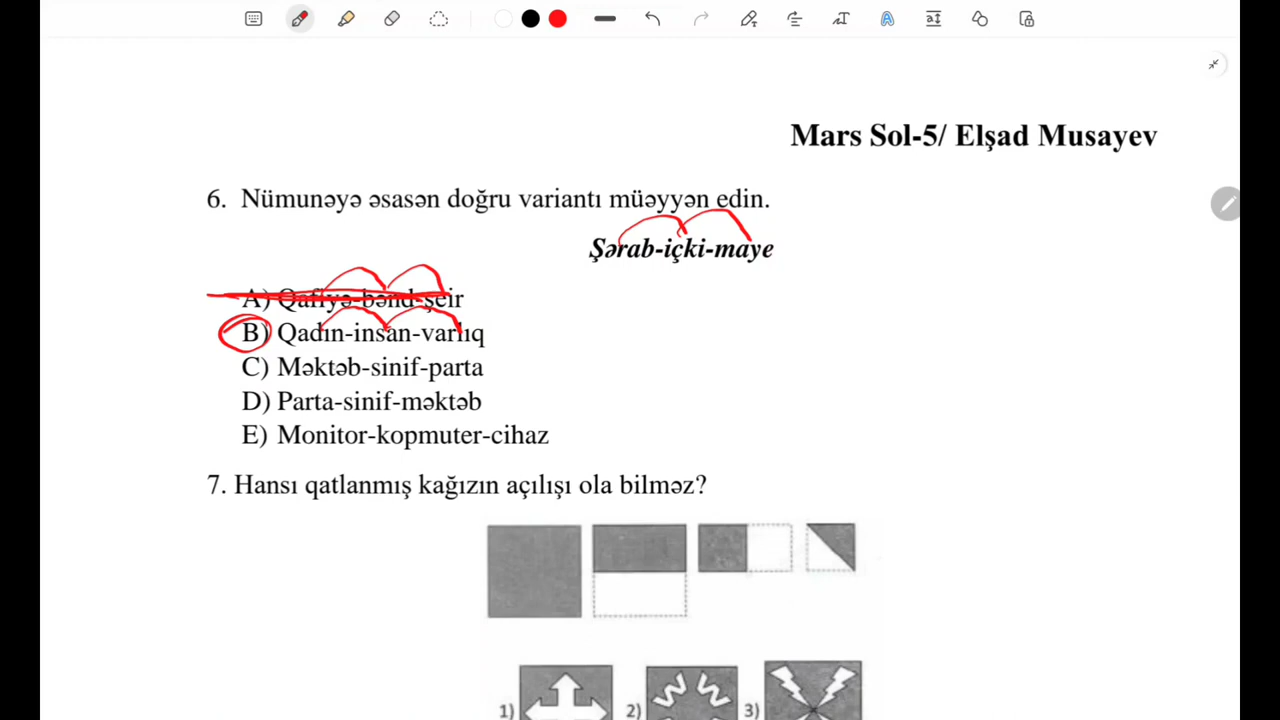 Mars Sol-5/ Elşad Musayev
6. Nümunəyə əsasən doğru variantı müəyyən edin.
Şərab-içki-maye
A) Qafiyə-bənd-şeir
B) Qadın-insan-varlıq
C) Məktəb-sinif-parta
D) Parta-sinif-məktəb
E) Monitor-kopmuter-cihaz
7. Hansı qatlanmış kağızın açılışı ola bilməz?
1) 2) 3)